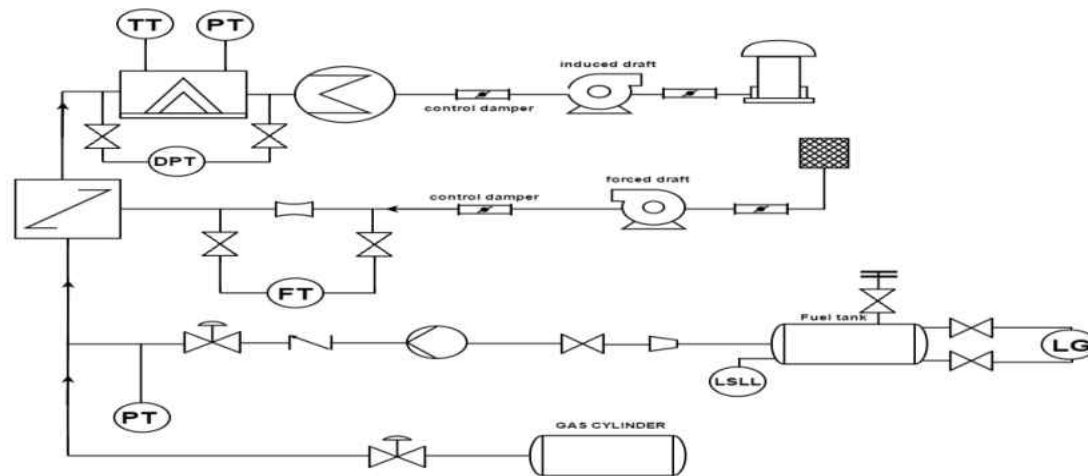 TT
PT
induced draft
control damper
DPT
forced draft
control damper
FT
Fuel tank
LG
LSLL
PT
GAS CYLINDER